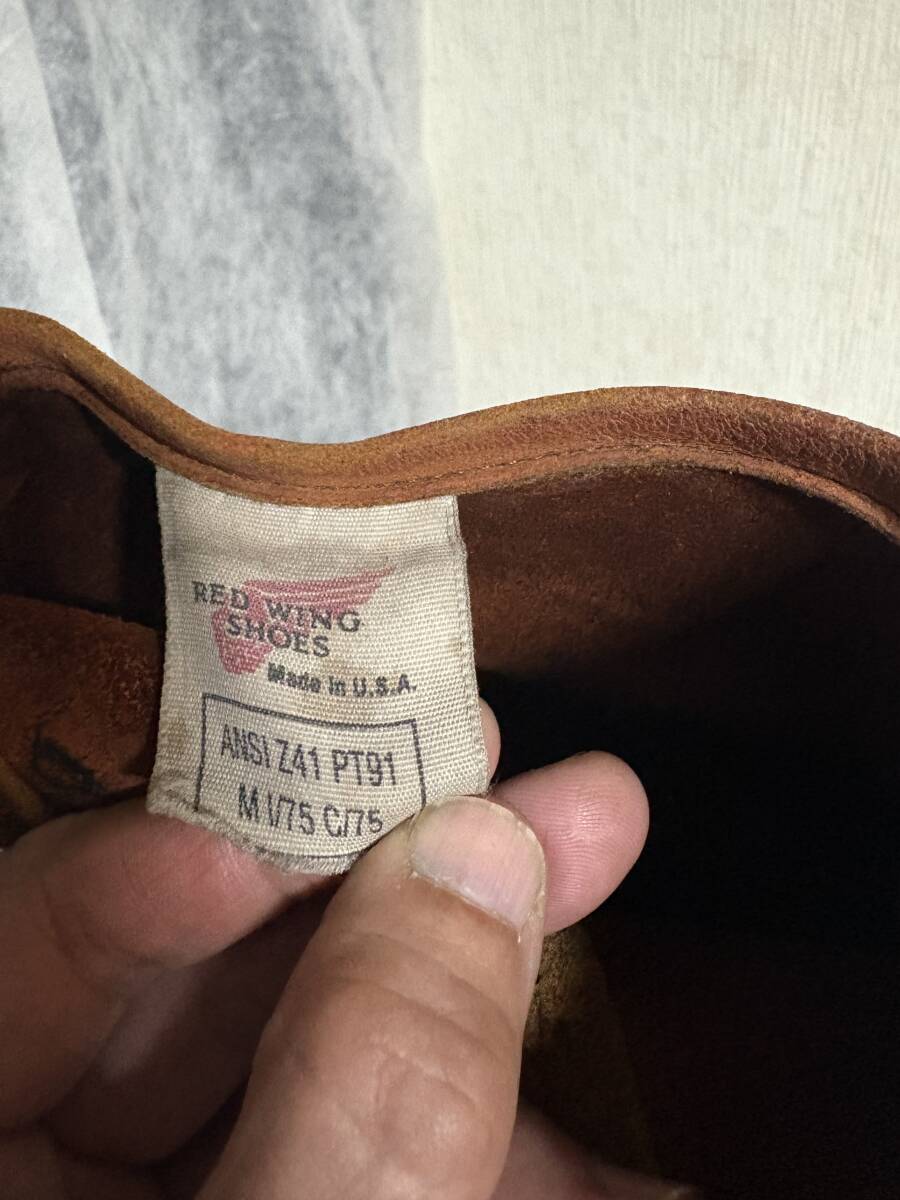 RED WING
SHOES
Made in U.S.A.
ANSI Z41 PT91
M I/75 C/75